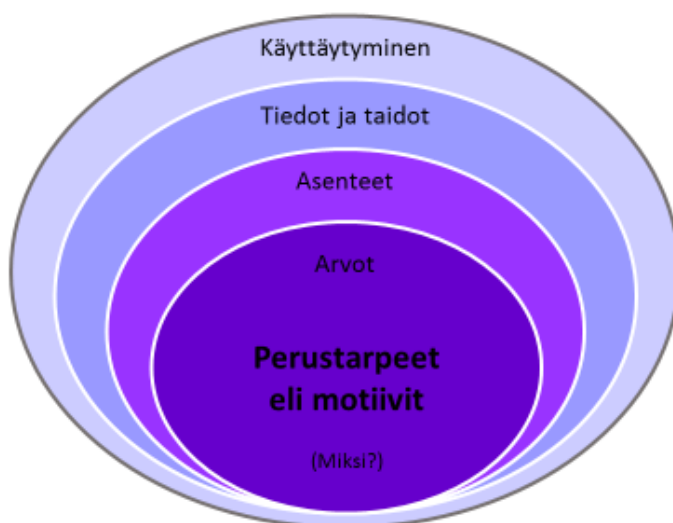 Käyttäytyminen
Tiedot ja taidot
Asenteet
Arvot
Perustarpeet
eli motiivit
(Miksi?)